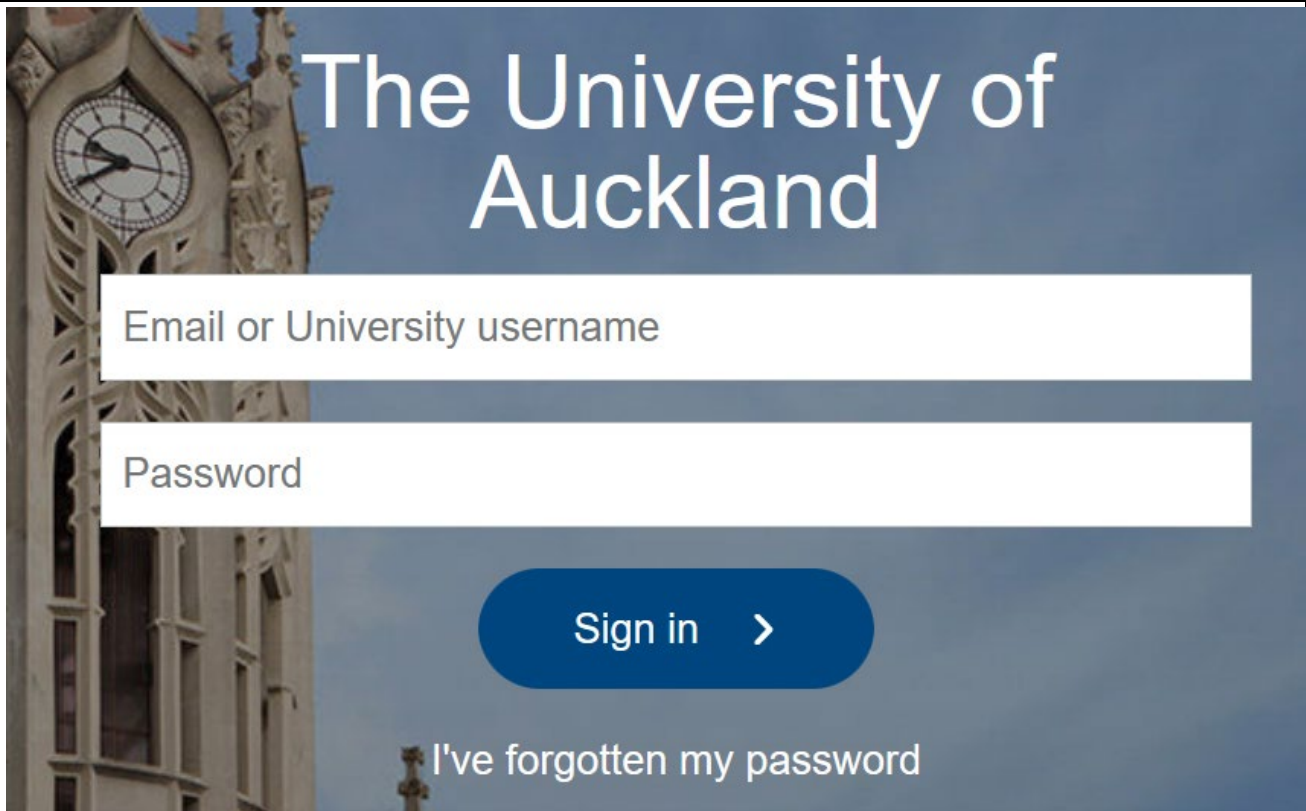 The University of
Auckland
Email or University username
Password
Sign in
I've forgotten my password